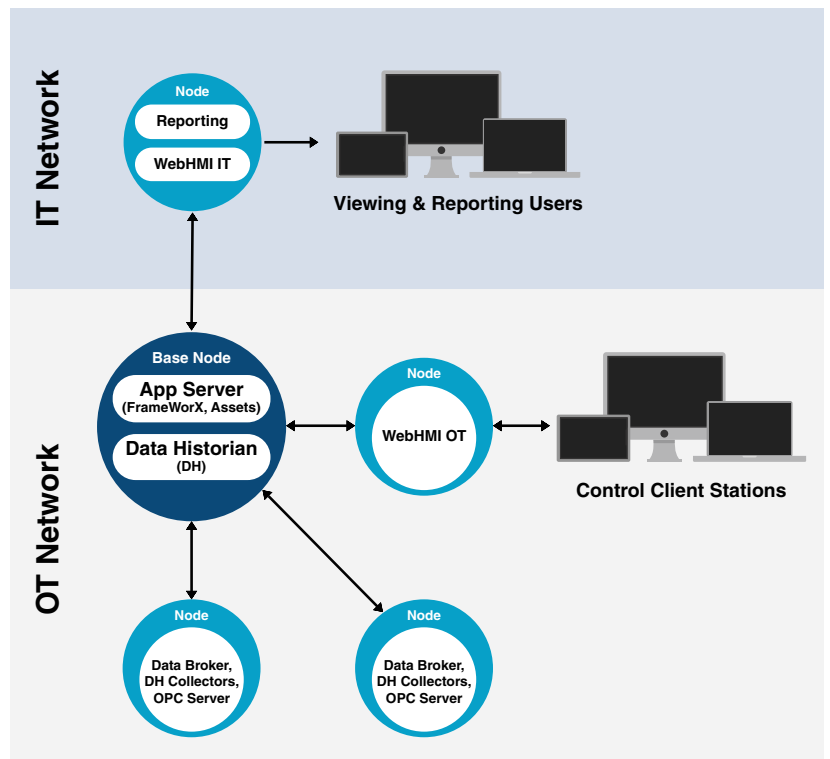 IT Network
Node
Reporting
WebHMI IT
Viewing & Reporting Users
OT Network
Base Node
App Server
(FrameWorX, Assets)
Data Historian
(DH)
Node
WebHMI OT
Control Client Stations
Node
Data Broker,
DH Collectors,
OPC Server
Node
Data Broker,
DH Collectors,
OPC Server